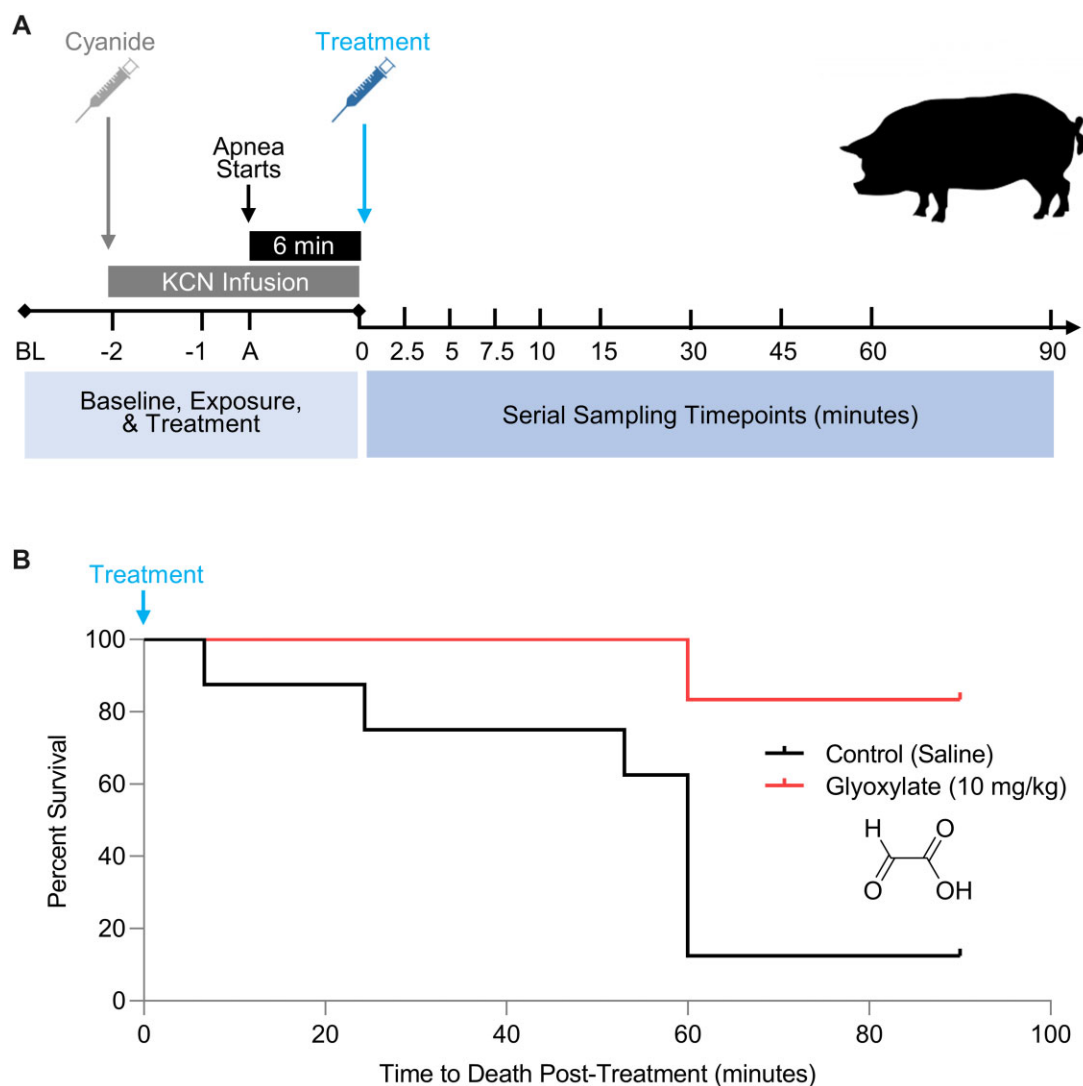 A
Cyanide
Treatment
Apnea
Starts
6 min
KCN Infusion
BL -2 -1 A 0 2.5 5 7.5 10 15 30 45 60 90
Baseline, Exposure,
& Treatment
Serial Sampling Timepoints (minutes)
B
Treatment
100
80
60
40
20
0
Percent Survival
Control (Saline)
Glyoxylate (10 mg/kg)
H O
O OH
0 20 40 60 80 100
Time to Death Post-Treatment (minutes)